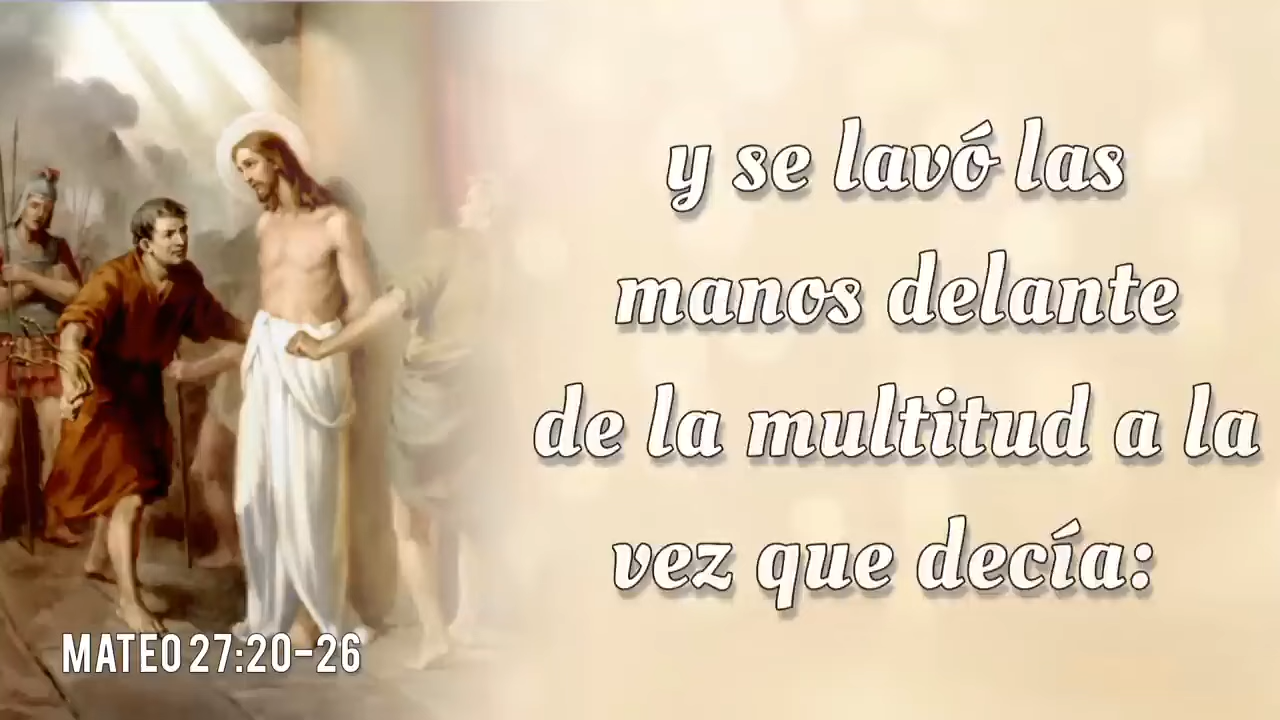 y se lavó las
manos delante
de la multitud a la
vez que decía:
MATEO 27:20-26